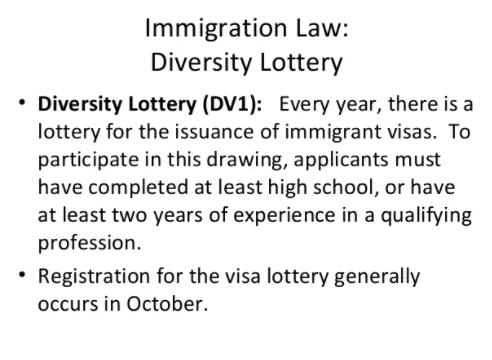 Immigration Law:
Diversity Lottery
• Diversity Lottery (DV1): Every year, there is a
lottery for the issuance of immigrant visas. To
participate in this drawing, applicants must
have completed at least high school, or have
at least two years of experience in a qualifying
profession.
• Registration for the visa lottery generally
occurs in October.